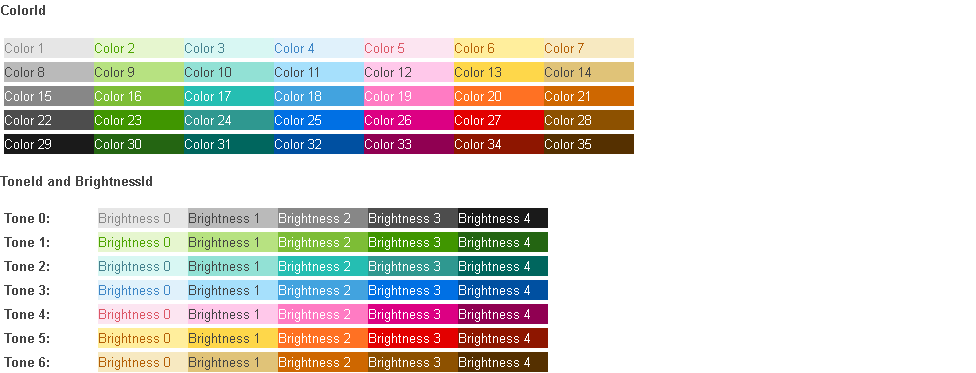 ColorId
Color 1 Color 2 Color 3 Color 4 Color 5 Color 6 Color 7
Color 8 Color 9 Color 10 Color 11 Color 12 Color 13 Color 14
Color 15 Color 16 Color 17 Color 18 Color 19 Color 20 Color 21
Color 22 Color 23 Color 24 Color 25 Color 26 Color 27 Color 28
Color 29 Color 30 Color 31 Color 32 Color 33 Color 34 Color 35
ToneId and BrightnessId
Tone 0: Brightness 0 Brightness 1 Brightness 2 Brightness 3 Brightness 4
Tone 1: Brightness 0 Brightness 1 Brightness 2 Brightness 3 Brightness 4
Tone 2: Brightness 0 Brightness 1 Brightness 2 Brightness 3 Brightness 4
Tone 3: Brightness 0 Brightness 1 Brightness 2 Brightness 3 Brightness 4
Tone 4: Brightness 0 Brightness 1 Brightness 2 Brightness 3 Brightness 4
Tone 5: Brightness 0 Brightness 1 Brightness 2 Brightness 3 Brightness 4
Tone 6: Brightness 0 Brightness 1 Brightness 2 Brightness 3 Brightness 4